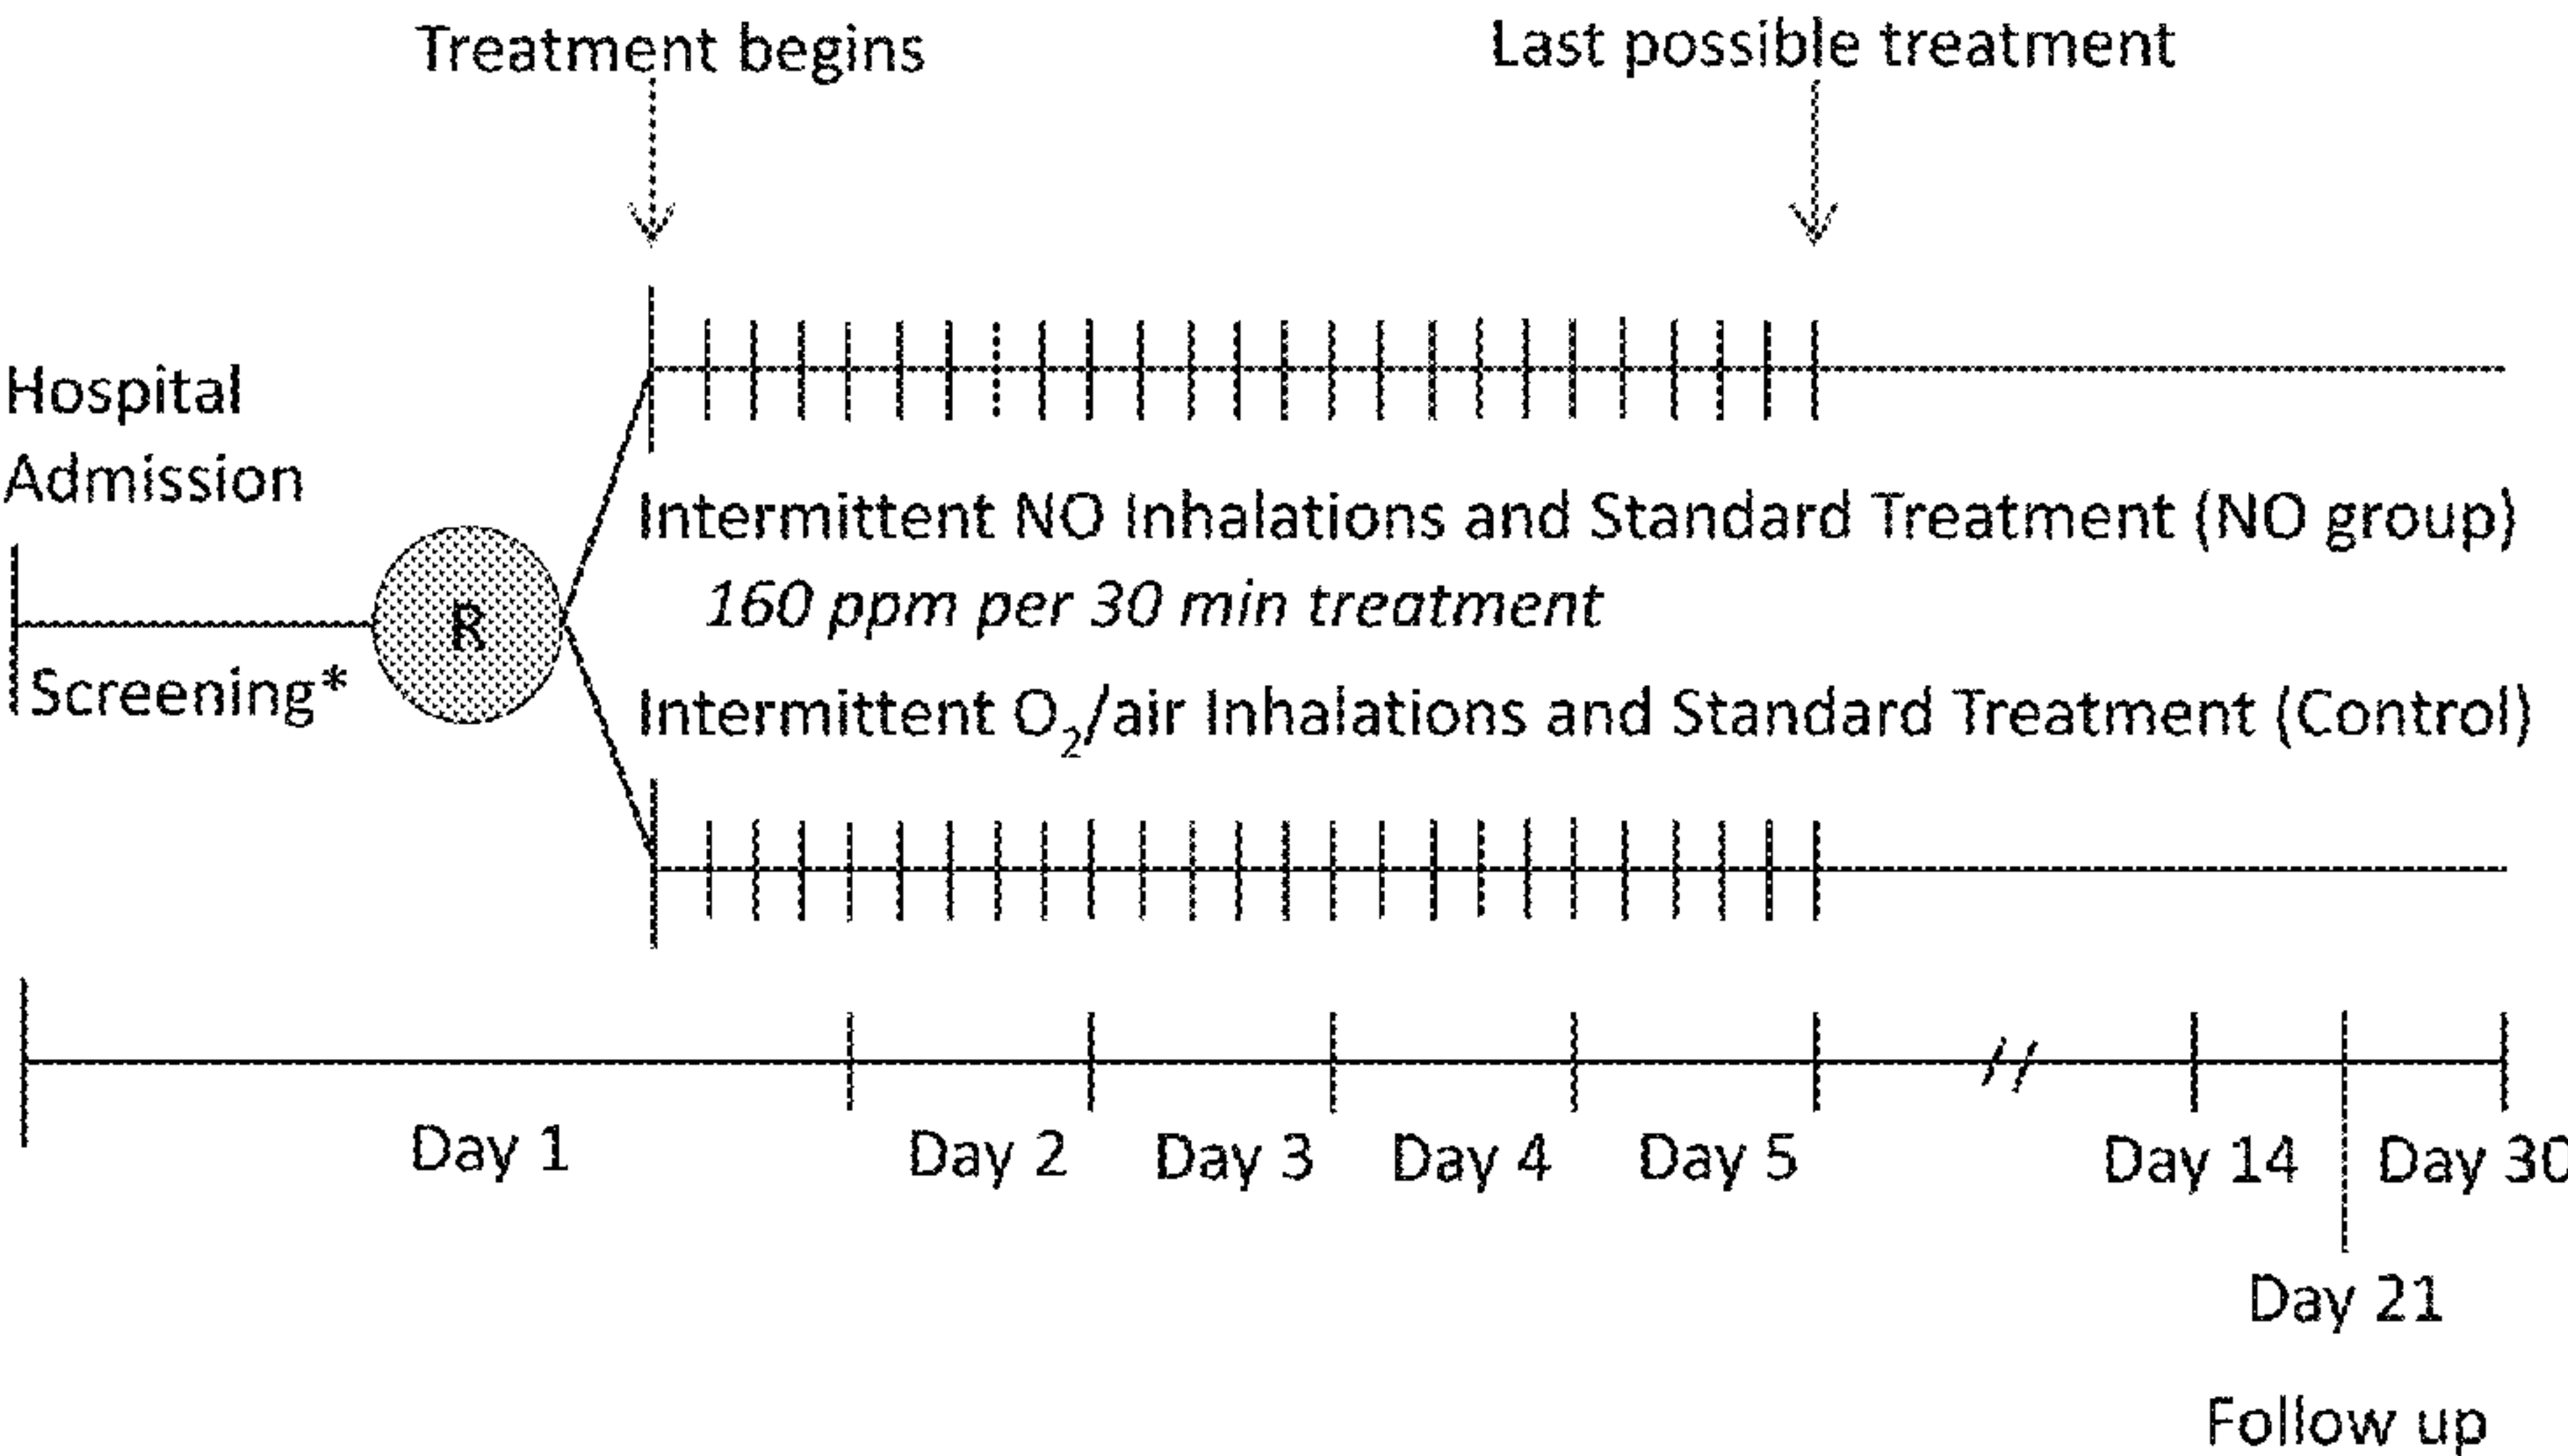 Treatment begins
Last possible treatment
Hospital
Admission
Screening*
R
Intermittent NO Inhalations and Standard Treatment (NO group)
160 ppm per 30 min treatment
Intermittent O₂/air Inhalations and Standard Treatment (Control)
Day 1
Day 2
Day 3
Day 4
Day 5
Day 14
Day 30
Day 21
Follow up